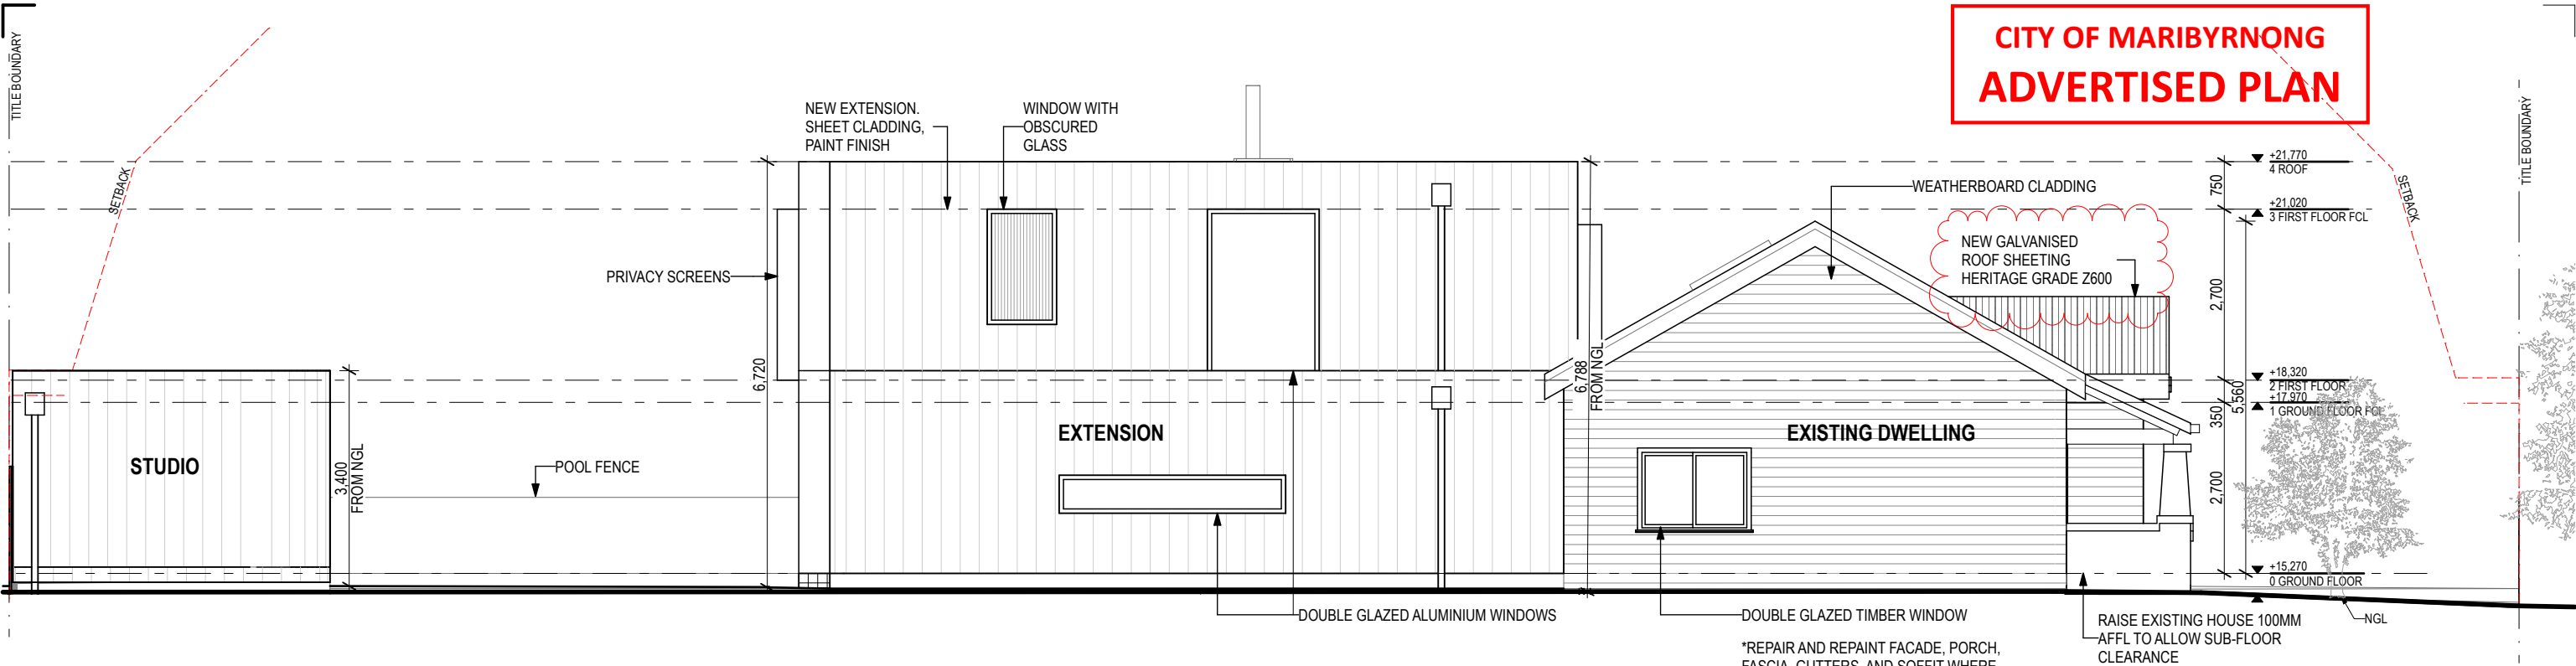 CITY OF MARIBYRNONG
ADVERTISED PLAN
TITLE BOUNDARY
SETBACK
NEW EXTENSION.
SHEET CLADDING,
PAINT FINISH
WINDOW WITH
OBSCURED
GLASS
PRIVACY SCREENS
WEATHERBOARD CLADDING
NEW GALVANISED
ROOF SHEETING
HERITAGE GRADE Z600
+21,770
4 ROOF
+21,020
3 FIRST FLOOR FCL
+18,320
2 FIRST FLOOR
+17,970
1 GROUND FLOOR FCL
+15,270
0 GROUND FLOOR
750
2,700
350
5,560
2,700
SETBACK
TITLE BOUNDARY
STUDIO
3,400
FROM NGL
POOL FENCE
6,720
EXTENSION
6,788
FROM NGL
EXISTING DWELLING
DOUBLE GLAZED ALUMINIUM WINDOWS
DOUBLE GLAZED TIMBER WINDOW
*REPAIR AND REPAINT FACADE, PORCH,
FASCIA, GUTTERS, AND SOFFIT WHERE
RAISE EXISTING HOUSE 100MM
AFFL TO ALLOW SUB-FLOOR
CLEARANCE
NGL